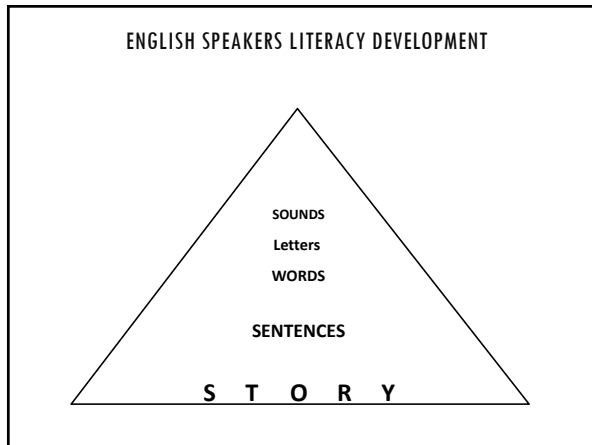 ENGLISH SPEAKERS LITERACY DEVELOPMENT
SOUNDS
Letters
WORDS
SENTENCES
S T O R Y